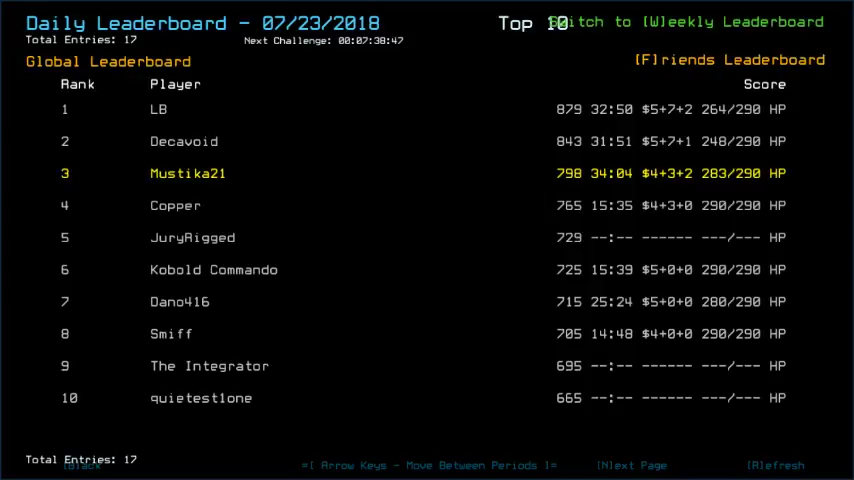 Daily Leaderboard - 07/23/2018
Top 10
Switch to [W]eekly Leaderboard
Total Entries: 17
Next Challenge: 00:07:38:47
Global Leaderboard
[F]riends Leaderboard
Rank Player Score
1 LB 879 32:50 $5+7+2 264/290 HP
2 Decavoid 843 31:51 $5+7+1 248/290 HP
3 Mustika21 798 34:04 $4+3+2 283/290 HP
4 Copper 765 15:35 $4+3+0 290/290 HP
5 JuryRigged 729 --:-- ------ ---/--- HP
6 Kobold Commando 725 15:39 $5+0+0 290/290 HP
7 Dano416 715 25:24 $5+0+0 280/290 HP
8 Smiff 705 14:48 $4+0+0 290/290 HP
9 The Integrator 695 --:-- ------ ---/--- HP
10 quietest1one 665 --:-- ------ ---/--- HP
Total Entries: 17
[B]ack
=[ Arrow Keys - Move Between Periods ]=
[N]ext Page
[R]efresh